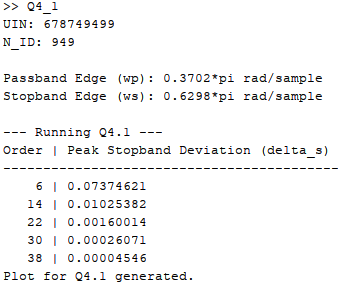 >> Q4_1
UIN: 678749499
N_ID: 949
Passband Edge (wp): 0.3702*pi rad/sample
Stopband Edge (ws): 0.6298*pi rad/sample
--- Running Q4.1 ---
Order | Peak Stopband Deviation (delta_s)
------------------------------------------
6 | 0.07374621
14 | 0.01025382
22 | 0.00160014
30 | 0.00026071
38 | 0.00004546
Plot for Q4.1 generated.